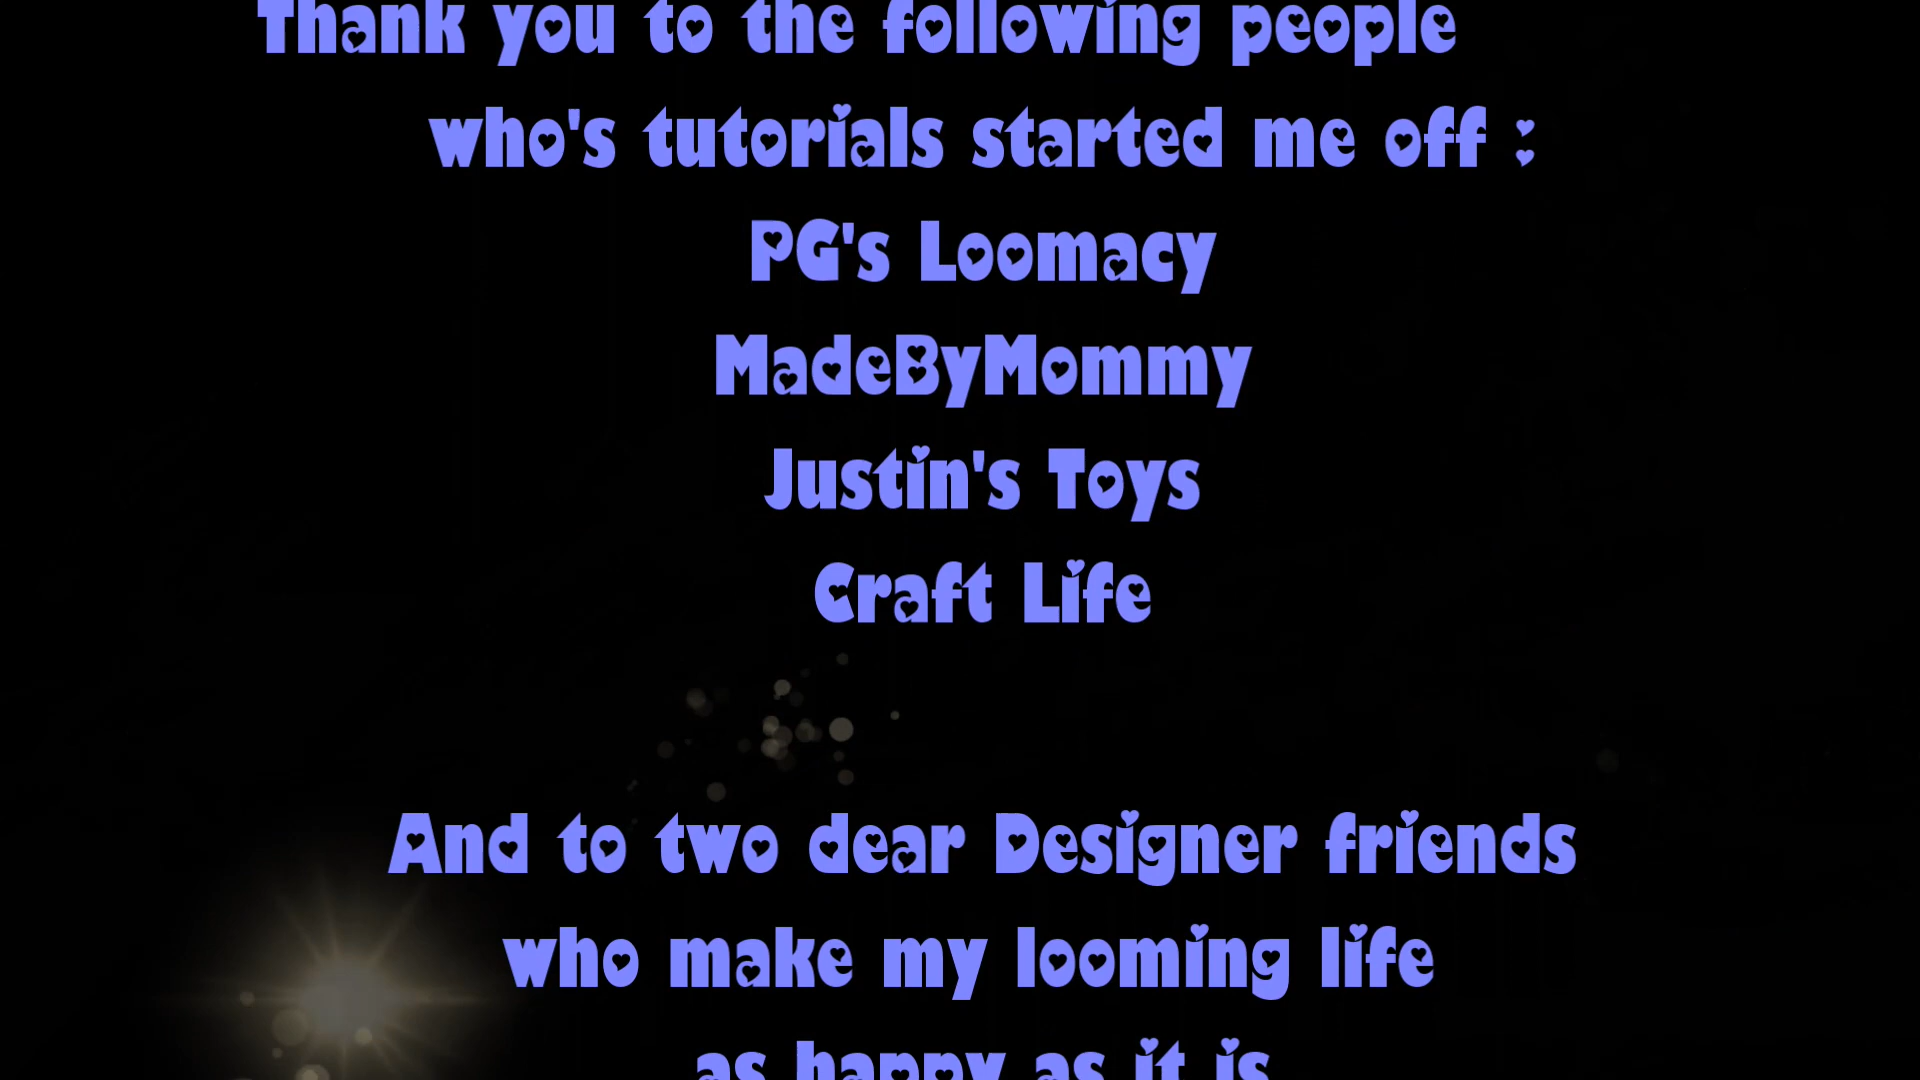 Thank you to the following people
who's tutorials started me off :
PG's Loomacy
MadeByMommy
Justin's Toys
Craft Life
And to two dear Designer friends
who make my looming life
as happy as it is